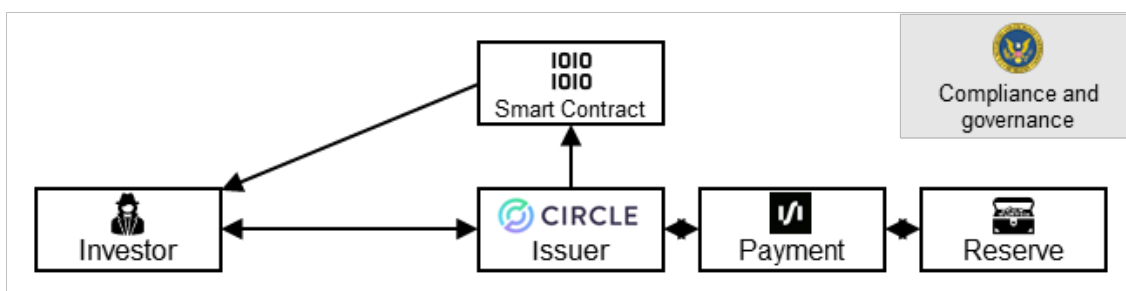 1010
1010
Smart Contract
Compliance and
governance
Investor
CIRCLE
Issuer
Payment
Reserve